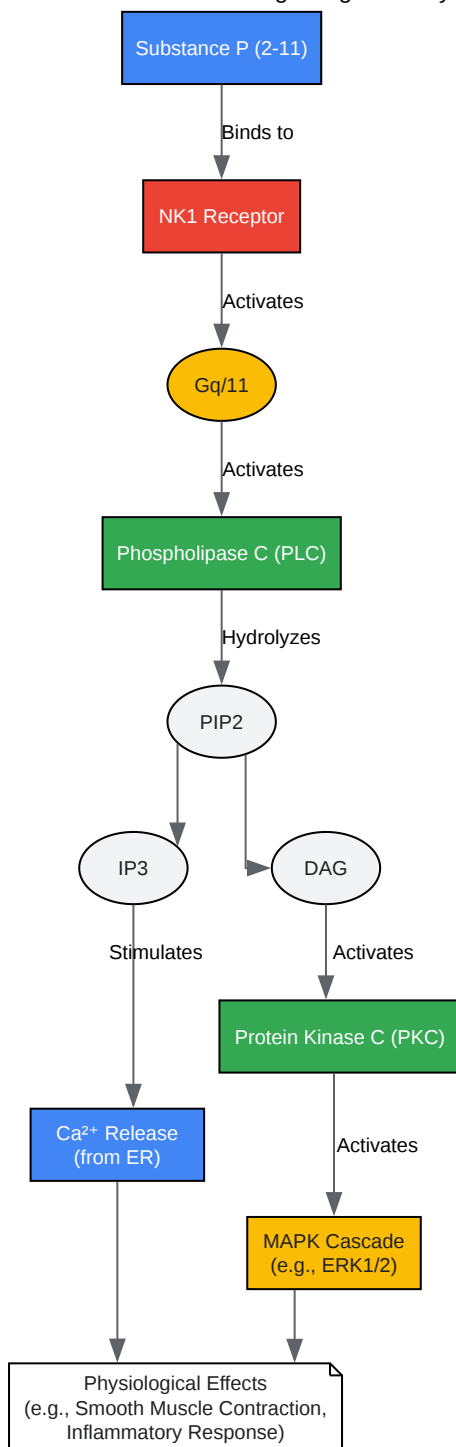 Substance P (2-11)
Binds to
NK1 Receptor
Activates
Gq/11
Activates
Phospholipase C (PLC)
Hydrolyzes
PIP2
IP3
DAG
Stimulates
Activates
Protein Kinase C (PKC)
Ca²⁺ Release
(from ER)
Activates
MAPK Cascade
(e.g., ERK1/2)
Physiological Effects
(e.g., Smooth Muscle Contraction,
Inflammatory Response)